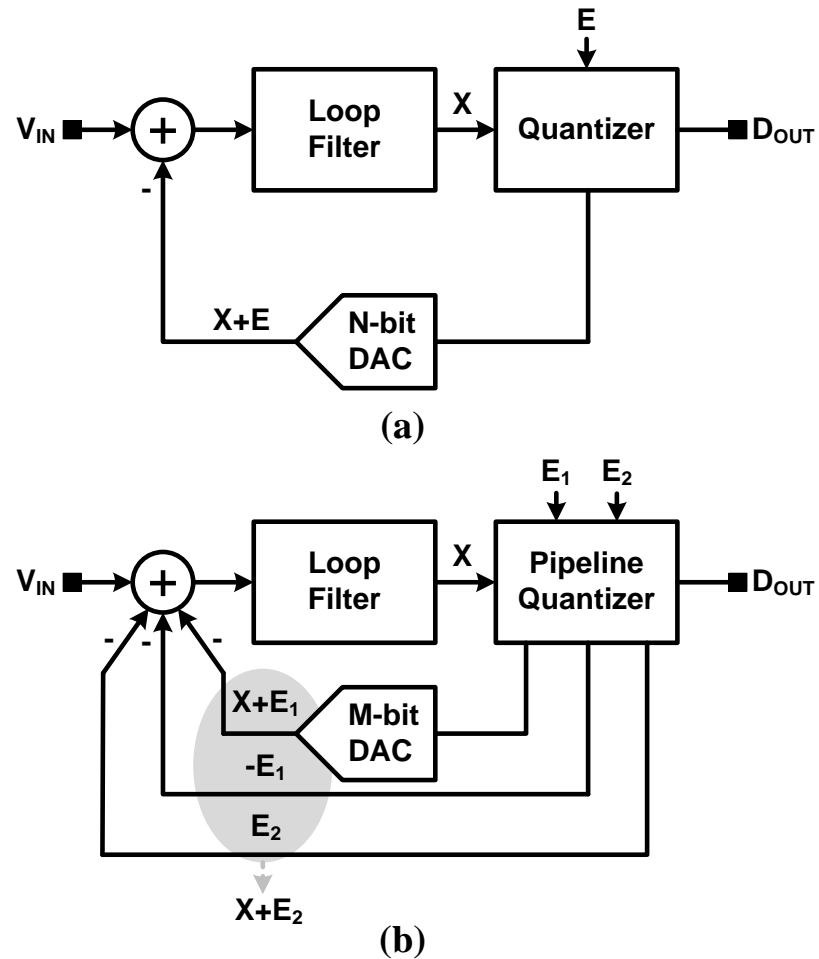 E
V_IN
+
Loop
Filter
X
Quantizer
D_OUT
-
X+E
N-bit
DAC
(a)
E_1 E_2
V_IN
+
Loop
Filter
X
Pipeline
Quantizer
D_OUT
- - -
X+E_1
M-bit
DAC
-E_1
E_2
X+E_2
(b)